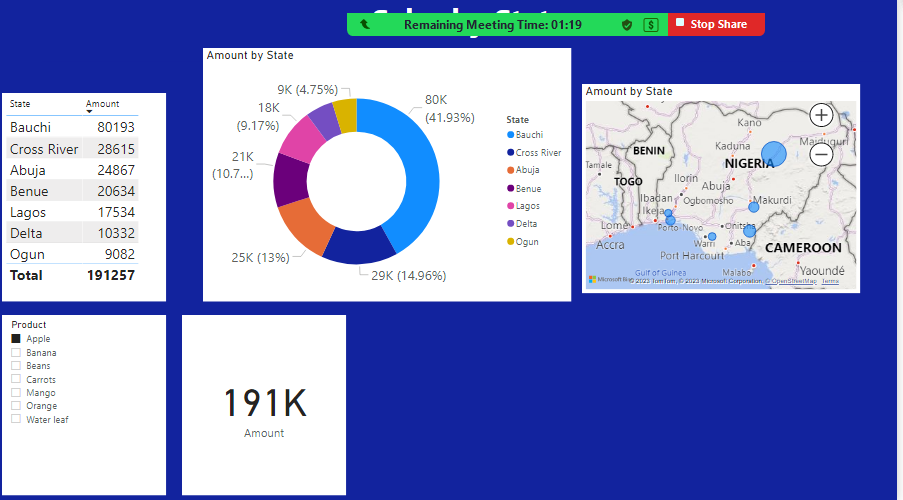 Remaining Meeting Time: 01:19
$
Stop Share
Amount by State
9K (4.75%)
80K
(41.93%)
18K
(9.17%)
21K
(10.7...)
25K (13%)
29K (14.96%)
State
Bauchi
Cross River
Abuja
Benue
Lagos
Delta
Ogun
State Amount
Bauchi 80193
Cross River 28615
Abuja 24867
Benue 20634
Lagos 17534
Delta 10332
Ogun 9082
Total 191257
Amount by State
Kano
Maiduguri
Kaduna
BENIN
NIGERIA
Tamale
TOGO
Ilorin
Abuja
Ibadan
Ogbomosho
Makurdi
Ikeja
Lome
Porto-Novo
Onitsha
Accra
Warri
Aba
CAMEROON
Port Harcourt
Gulf of Guinea
Malabo
Yaoundé
© 2023 TomTom, © 2023 Microsoft Corporation, © OpenStreetMap Terms
Product
Apple
Banana
Beans
Carrots
Mango
Orange
Water leaf
191K
Amount